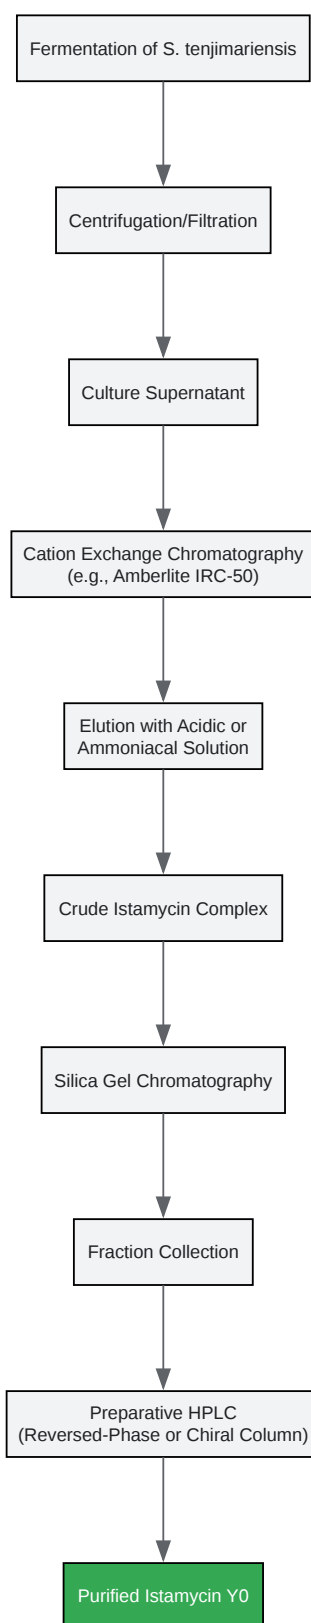 Fermentation of S. tenjimariensis
Centrifugation/Filtration
Culture Supernatant
Cation Exchange Chromatography
(e.g., Amberlite IRC-50)
Elution with Acidic or
Ammoniacal Solution
Crude Istamycin Complex
Silica Gel Chromatography
Fraction Collection
Preparative HPLC
(Reversed-Phase or Chiral Column)
Purified Istamycin Y0